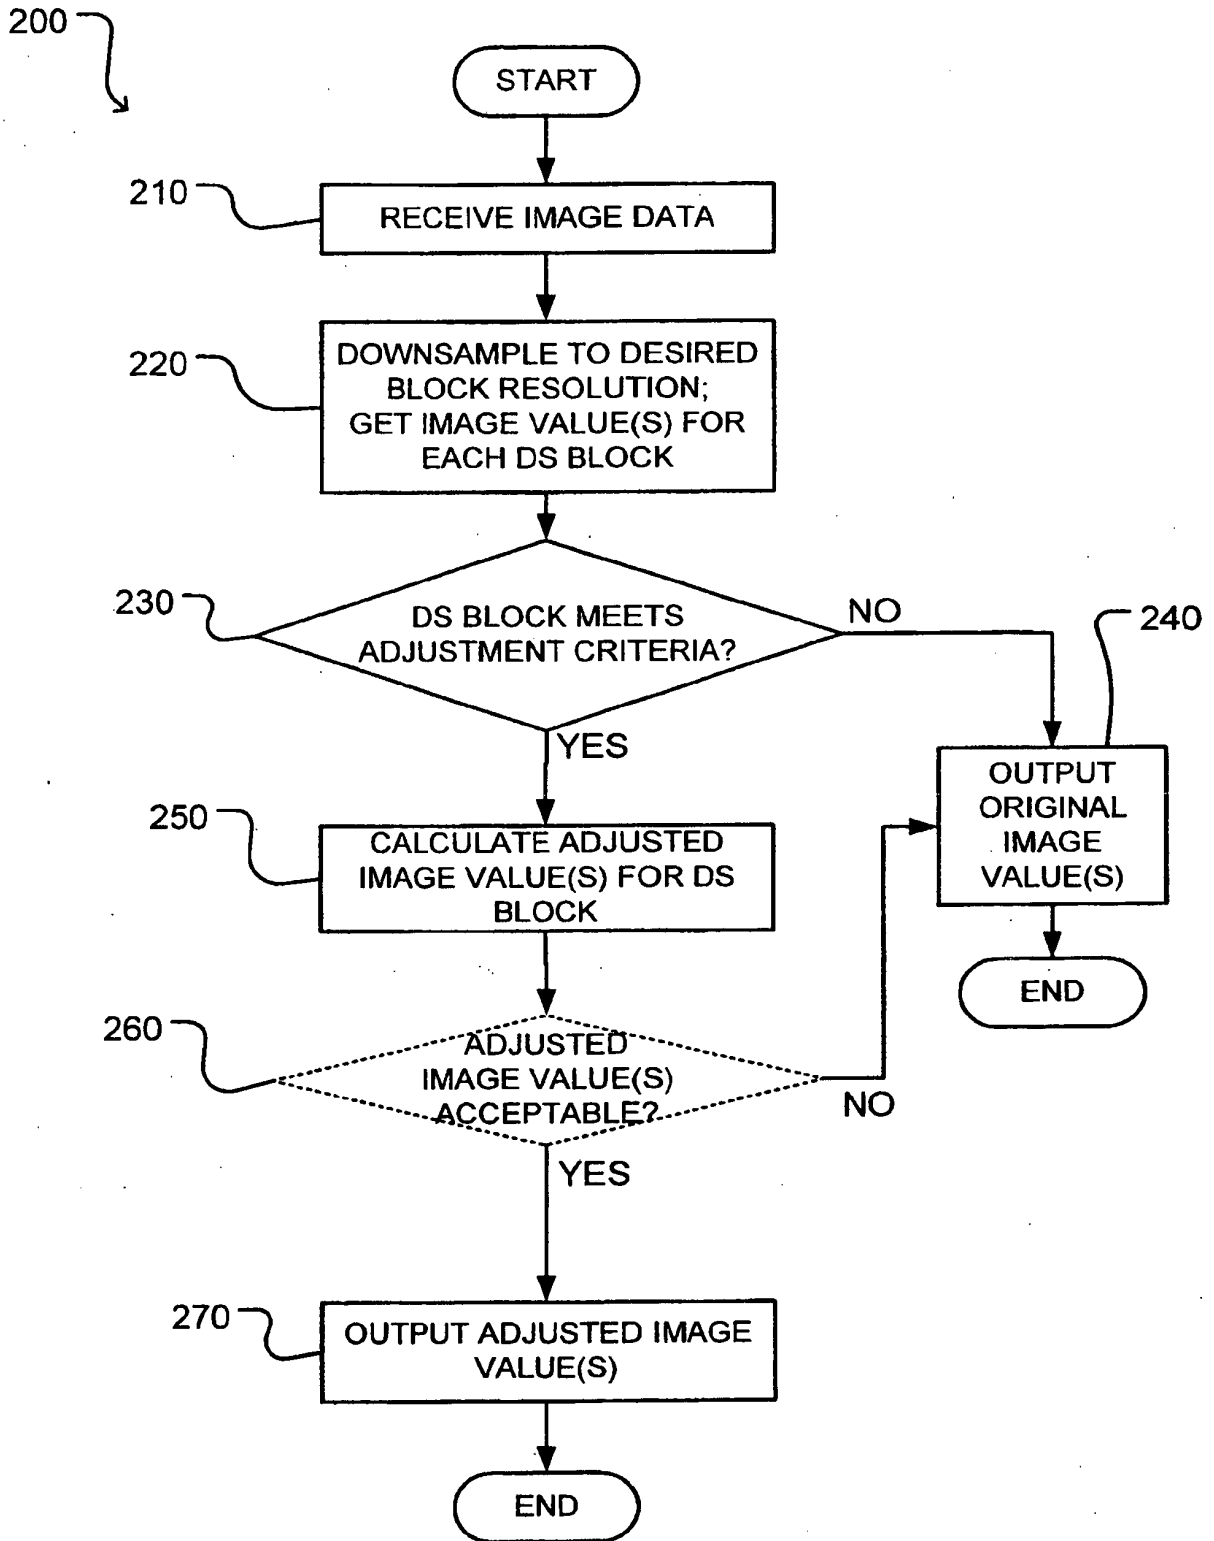 200
START
210
RECEIVE IMAGE DATA
220
DOWNSAMPLE TO DESIRED
BLOCK RESOLUTION;
GET IMAGE VALUE(S) FOR
EACH DS BLOCK
230
DS BLOCK MEETS
ADJUSTMENT CRITERIA?
NO
240
YES
OUTPUT
ORIGINAL
IMAGE
VALUE(S)
250
CALCULATE ADJUSTED
IMAGE VALUE(S) FOR DS
BLOCK
END
260
ADJUSTED
IMAGE VALUE(S)
ACCEPTABLE?
NO
YES
270
OUTPUT ADJUSTED IMAGE
VALUE(S)
END